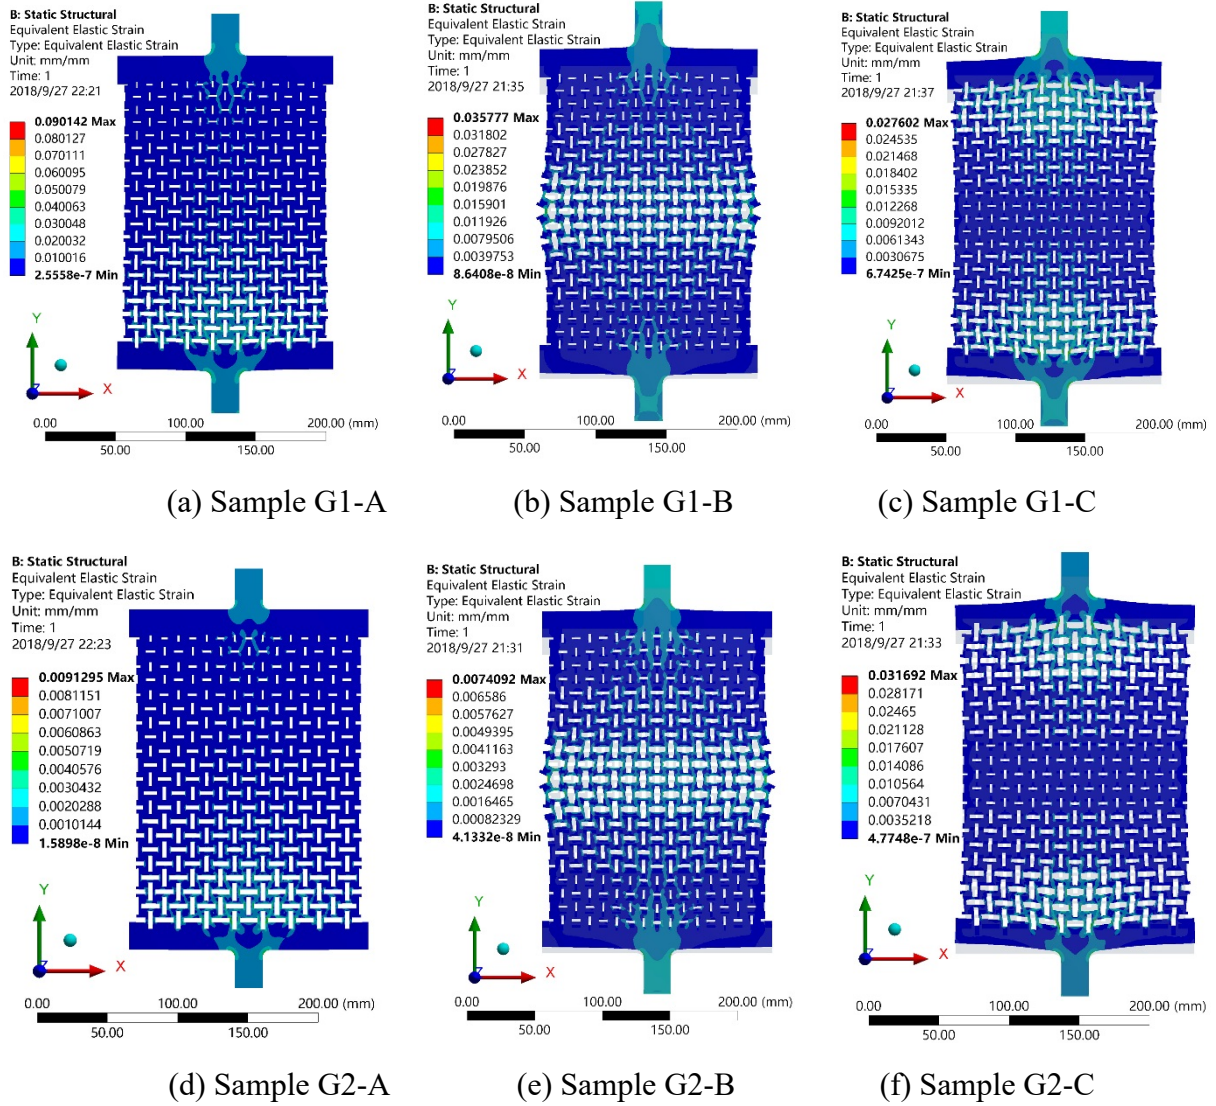 B: Static Structural
Equivalent Elastic Strain
Type: Equivalent Elastic Strain
Unit: mm/mm
Time: 1
2018/9/27 22:21
0.090142 Max
0.080127
0.070111
0.060095
0.050079
0.040063
0.030048
0.020032
0.010016
2.5558e-7 Min
Y
Z
X
0.00
100.00
200.00 (mm)
50.00
150.00
(a) Sample G1-A
B: Static Structural
Equivalent Elastic Strain
Type: Equivalent Elastic Strain
Unit: mm/mm
Time: 1
2018/9/27 21:35
0.035777 Max
0.031802
0.027827
0.023852
0.019876
0.015901
0.011926
0.0079506
0.0039753
8.6408e-8 Min
Y
Z
X
0.00
100.00
200.00 (mm)
50.00
150.00
(b) Sample G1-B
B: Static Structural
Equivalent Elastic Strain
Type: Equivalent Elastic Strain
Unit: mm/mm
Time: 1
2018/9/27 21:37
0.027602 Max
0.024535
0.021468
0.018402
0.015335
0.012268
0.0092012
0.0061343
0.0030675
6.7425e-7 Min
Y
Z
X
0.00
100.00
200.00 (mm)
50.00
150.00
(c) Sample G1-C
B: Static Structural
Equivalent Elastic Strain
Type: Equivalent Elastic Strain
Unit: mm/mm
Time: 1
2018/9/27 22:23
0.0091295 Max
0.0081151
0.0071007
0.0060863
0.0050719
0.0040576
0.0030432
0.0020288
0.0010144
1.5898e-8 Min
Y
Z
X
0.00
100.00
200.00 (mm)
50.00
150.00
(d) Sample G2-A
B: Static Structural
Equivalent Elastic Strain
Type: Equivalent Elastic Strain
Unit: mm/mm
Time: 1
2018/9/27 21:31
0.0074092 Max
0.006586
0.0057627
0.0049395
0.0041163
0.003293
0.0024698
0.0016465
0.00082329
4.1332e-8 Min
Y
Z
X
0.00
100.00
200.00 (mm)
50.00
150.00
(e) Sample G2-B
B: Static Structural
Equivalent Elastic Strain
Type: Equivalent Elastic Strain
Unit: mm/mm
Time: 1
2018/9/27 21:33
0.031692 Max
0.028171
0.02465
0.021128
0.017607
0.014086
0.010564
0.0070431
0.0035218
4.7748e-7 Min
Y
Z
X
0.00
100.00
200.00 (mm)
50.00
150.00
(f) Sample G2-C